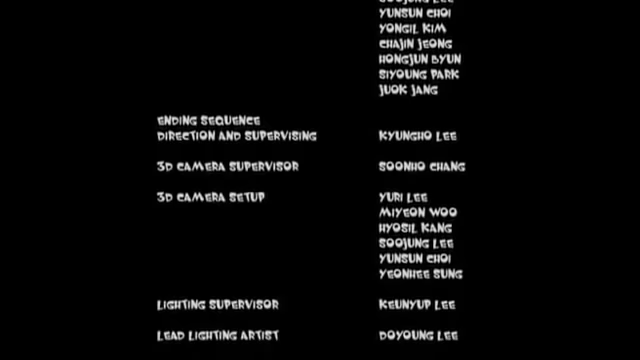 SOOJUNG LEE
YUNSUN CHOI
YONGIL KIM
CHAJIN JEONG
HONGJUN BYUN
SIYOUNG PARK
JUOK JANG
ENDING SEQUENCE
DIRECTION AND SUPERVISING KYUNGHO LEE
3D CAMERA SUPERVISOR SOONHO CHANG
3D CAMERA SETUP YURI LEE
MIYEON WOO
HYOSIL KANG
SOOJUNG LEE
YUNSUN CHOI
YEONHEE SUNG
LIGHTING SUPERVISOR KEUNYUP LEE
LEAD LIGHTING ARTIST DOYOUNG LEE